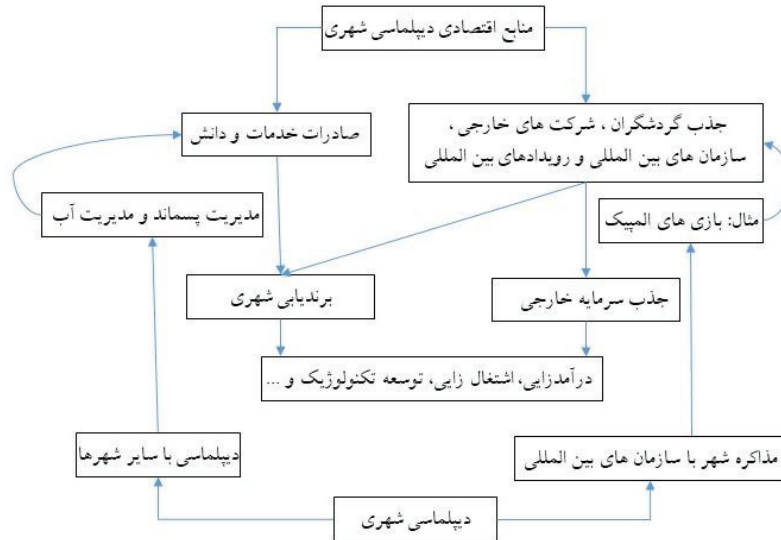 منابع اقتصادی دیپلماسی شهری
جذب گردشگران ، شرکت های خارجی ،
سازمان های بین المللی و رویدادهای بین المللی
صادرات خدمات و دانش
مدیریت پسماند و مدیریت آب
مثال: بازی های المپیک
برندیابی شهری
جذب سرمایه خارجی
درآمدزایی، اشتغال زایی، توسعه تکنولوژیک و ...
دیپلماسی با سایر شهرها
مذاکره شهر با سازمان های بین المللی
دیپلماسی شهری